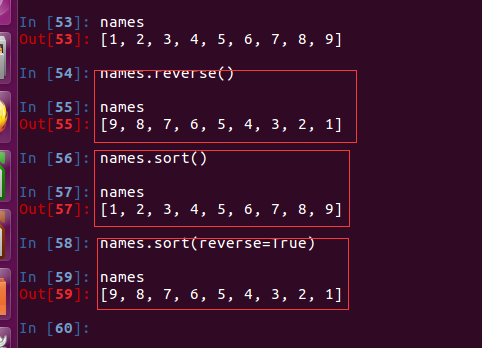 In [53]: names
Out[53]: [1, 2, 3, 4, 5, 6, 7, 8, 9]
In [54]: names.reverse()
In [55]: names
Out[55]: [9, 8, 7, 6, 5, 4, 3, 2, 1]
In [56]: names.sort()
In [57]: names
Out[57]: [1, 2, 3, 4, 5, 6, 7, 8, 9]
In [58]: names.sort(reverse=True)
In [59]: names
Out[59]: [9, 8, 7, 6, 5, 4, 3, 2, 1]
In [60]: